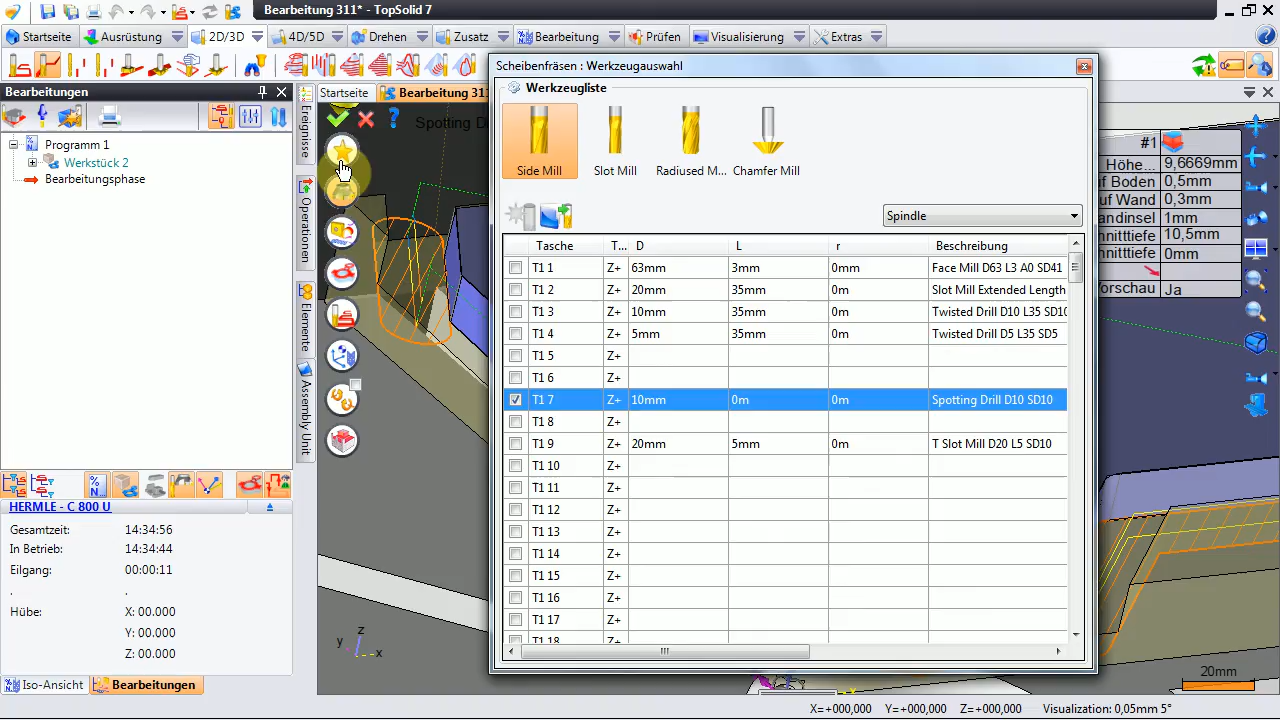 Bearbeitung 311* - TopSolid 7
Startseite
Ausrüstung
2D/3D
4D/5D
Drehen
Zusatz
Bearbeitung
Prüfen
Visualisierung
Extras
Bearbeitungen
Programm 1
Werkstück 2
Bearbeitungsphase
HERMLE - C 800 U
Gesamtzeit: 14:34:56
In Betrieb: 14:34:44
Eilgang: 00:00:11
. .
Hübe: X: 00.000
Y: 00.000
Z: 00.000
Iso-Ansicht
Bearbeitungen
Ereignisse
Operationen
Elemente
Assembly Unit
Startseite
Bearbeitung 311
Spotting D
Scheibenfräsen : Werkzeugauswahl
Werkzeugliste
Side Mill
Slot Mill
Radiused M...
Chamfer Mill
Spindle
Tasche T... D L r Beschreibung
T1 1 Z+ 63mm 3mm 0mm Face Mill D63 L3 A0 SD41
T1 2 Z+ 20mm 35mm 0m Slot Mill Extended Length
T1 3 Z+ 10mm 35mm 0m Twisted Drill D10 L35 SD10
T1 4 Z+ 5mm 35mm 0m Twisted Drill D5 L35 SD5
T1 5 Z+
T1 6 Z+
T1 7 Z+ 10mm 0m 0m Spotting Drill D10 SD10
T1 8 Z+
T1 9 Z+ 20mm 5mm 0m T Slot Mill D20 L5 SD10
T1 10 Z+
T1 11 Z+
T1 12 Z+
T1 13 Z+
T1 14 Z+
T1 15 Z+
T1 16 Z+
T1 17 Z+
T1 18 Z+
#1
Höhe... 9,6669mm
uf Boden 0,5mm
uf Wand 0,3mm
andinsel 1mm
hnitttiefe 10,5mm
hnitttiefe 0mm
orschau Ja
z
y
x
20mm
X=+000,000 Y=+000,000 Z=+000,000 Visualization: 0,05mm 5°